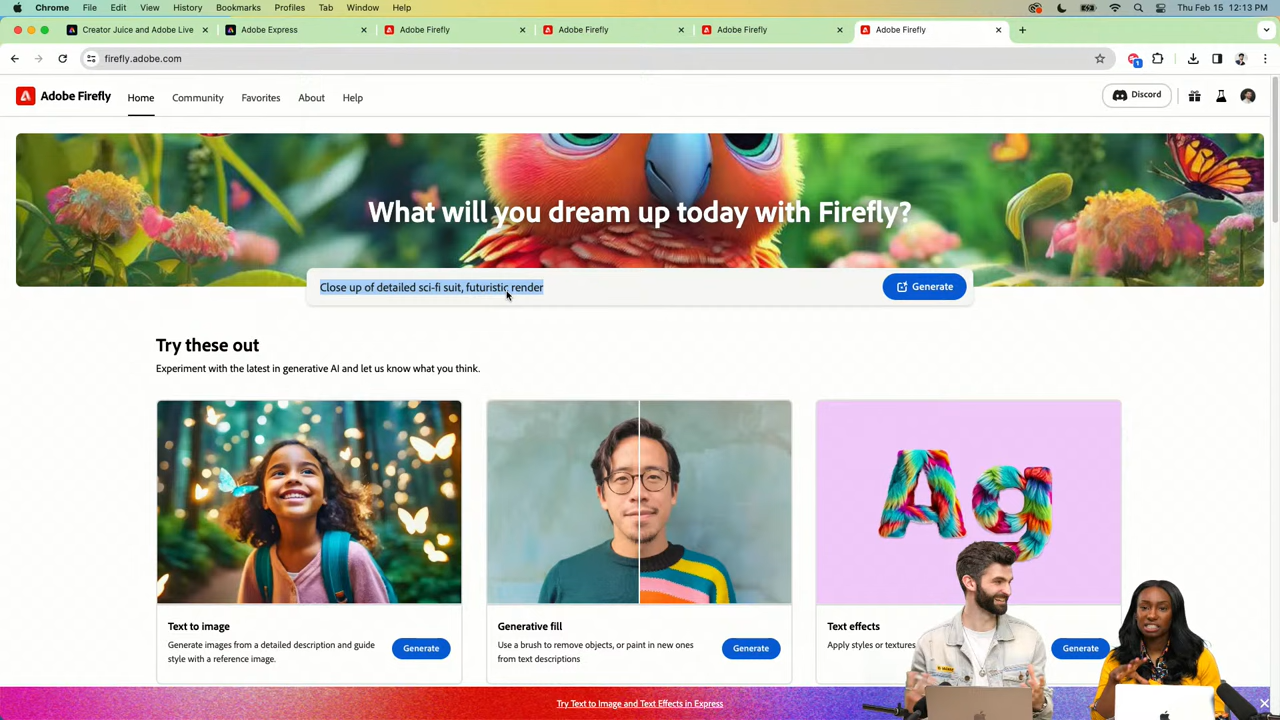 Chrome File Edit View History Bookmarks Profiles Tab Window Help Thu Feb 15 12:13 PM
Creator Juice and Adobe Live Adobe Express Adobe Firefly Adobe Firefly Adobe Firefly Adobe Firefly
firefly.adobe.com 1
Adobe Firefly Home Community Favorites About Help Discord
What will you dream up today with Firefly?
Close up of detailed sci-fi suit, futuristic render Generate
Try these out
Experiment with the latest in generative AI and let us know what you think.
Ag
Text to image
Generate images from a detailed description and guide
style with a reference image.
Generate
Generative fill
Use a brush to remove objects, or paint in new ones
from text descriptions
Generate
Text effects
Apply styles or textures
Generate
Try Text to Image and Text Effects in Express